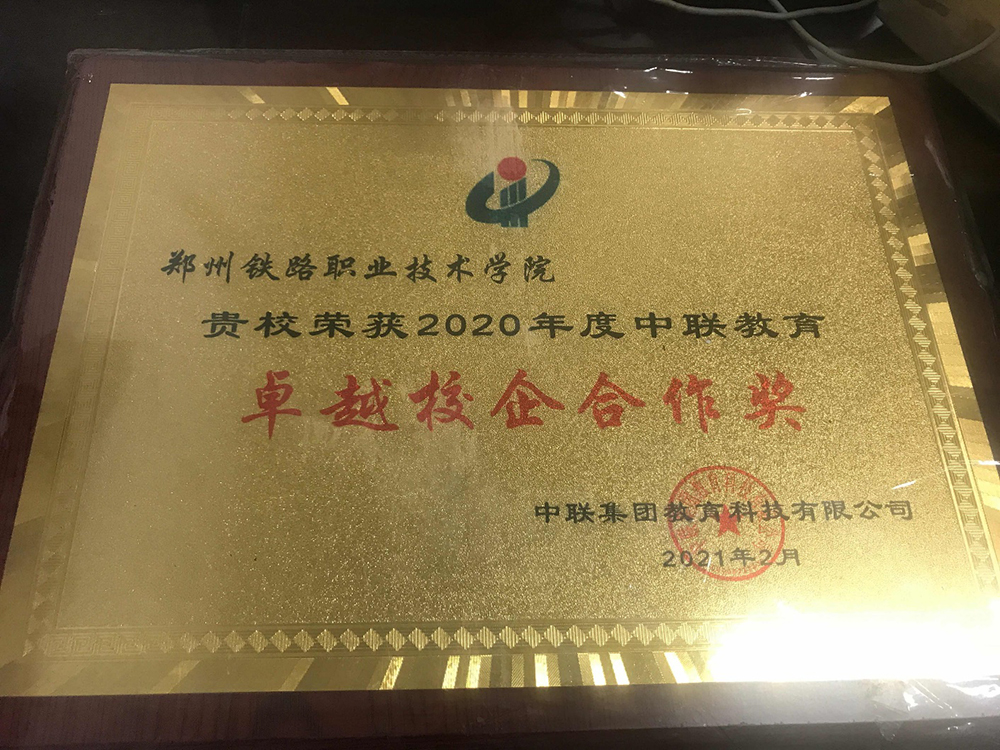 郑州铁路职业技术学院
贵校荣获2020年度中联教育
卓越校企合作奖
中联集团教育科技有限公司
2021年2月